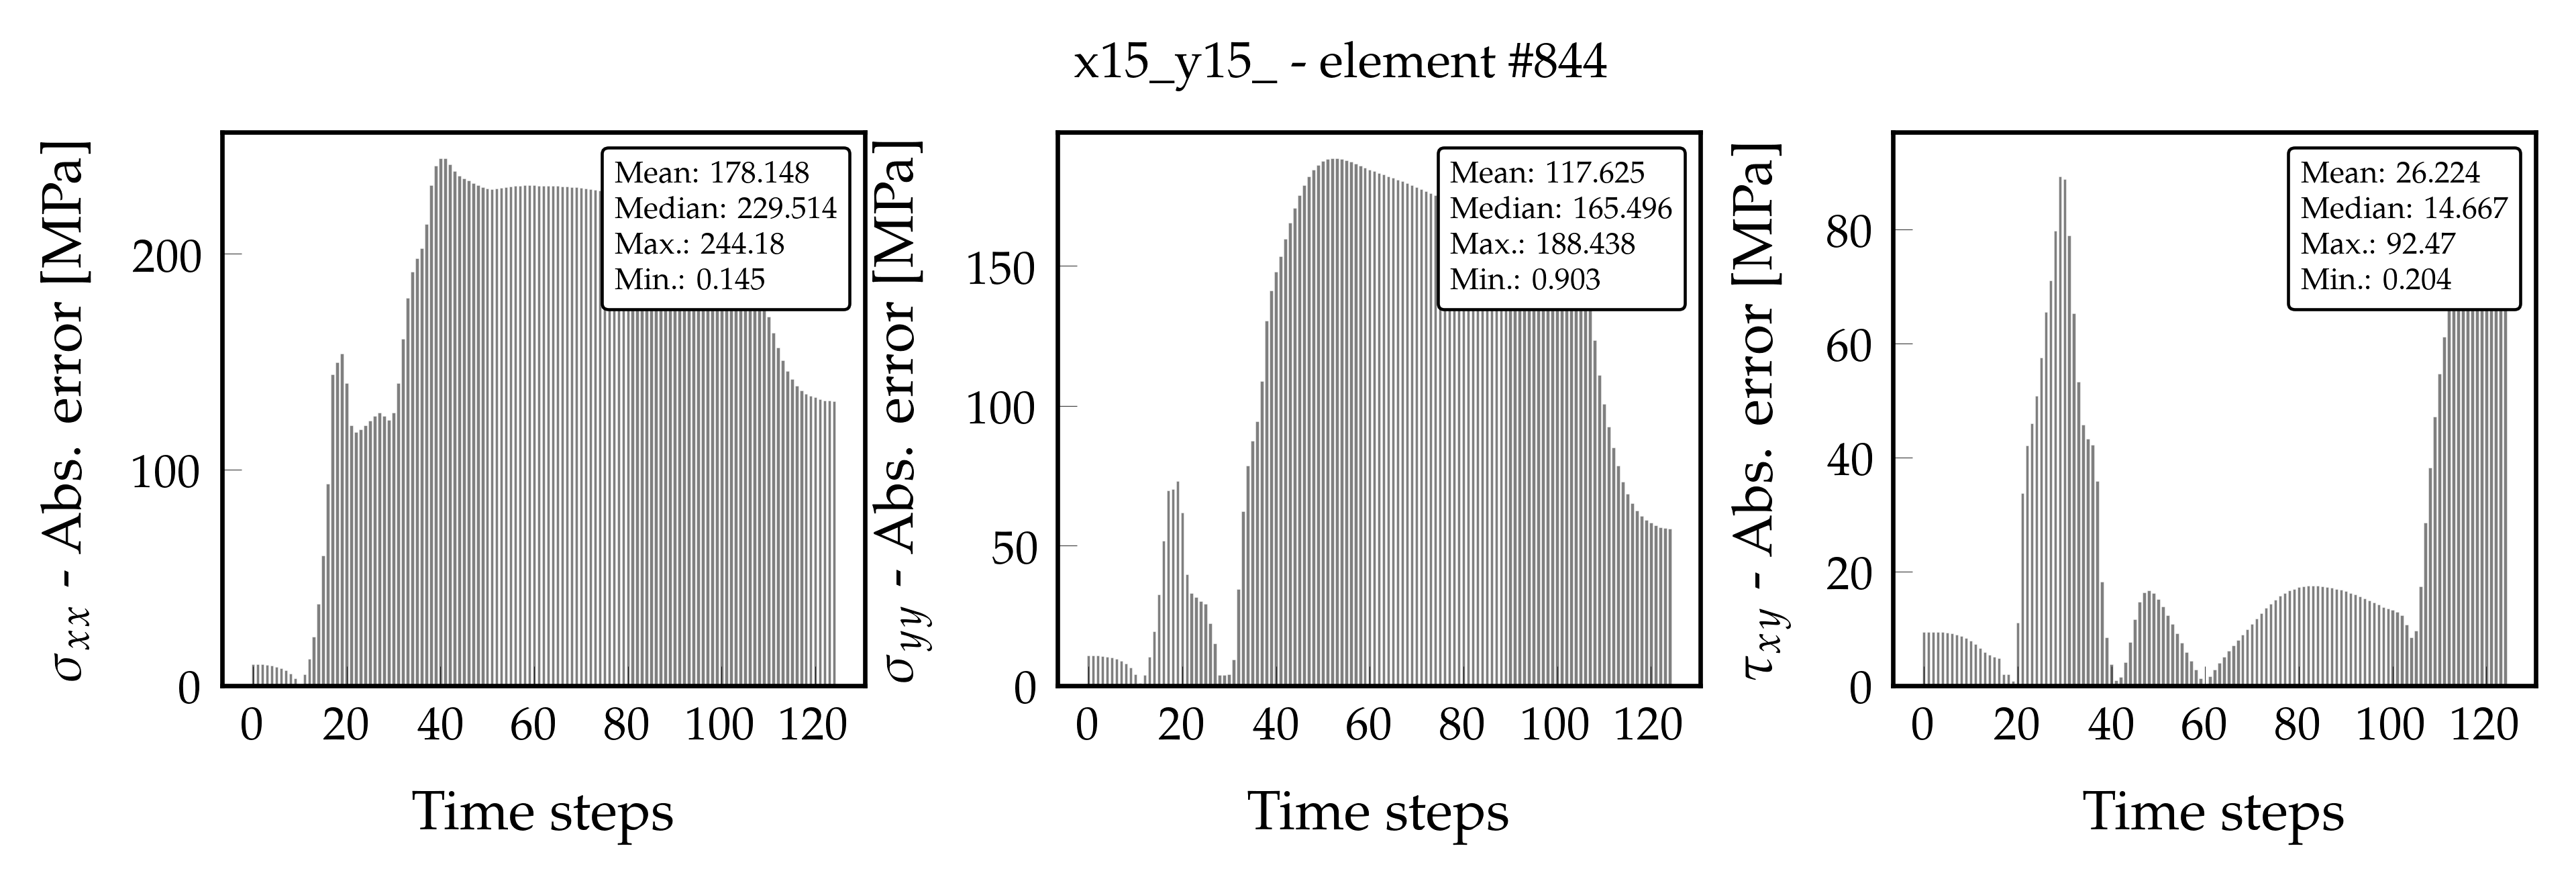 x15_y15_ - element #844
σxx - Abs. error [MPa]
200
100
0
Mean: 178.148
Median: 229.514
Max.: 244.18
Min.: 0.145
0 20 40 60 80 100 120
Time steps
σyy - Abs. error [MPa]
150
100
50
0
Mean: 117.625
Median: 165.496
Max.: 188.438
Min.: 0.903
0 20 40 60 80 100 120
Time steps
τxy - Abs. error [MPa]
80
60
40
20
0
Mean: 26.224
Median: 14.667
Max.: 92.47
Min.: 0.204
0 20 40 60 80 100 120
Time steps